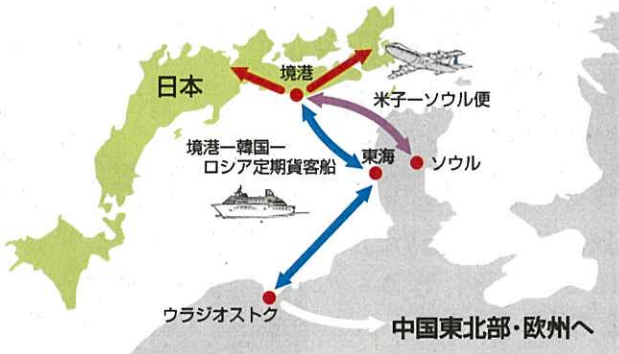 境港
日本
米子ーソウル便
境港ー韓国ー
ロシア定期貨客船
東海
ソウル
ウラジオストク
中国東北部・欧州へ